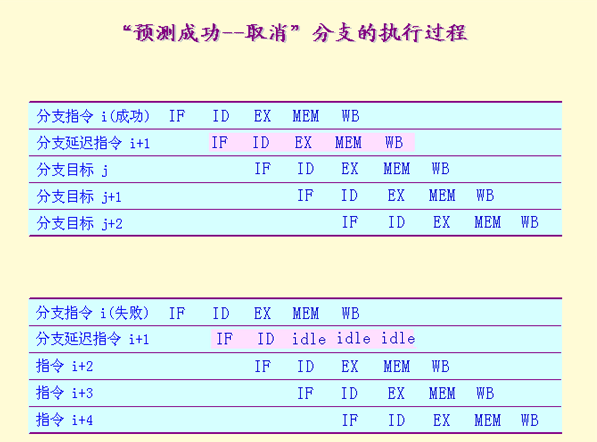 “预测成功--取消”分支的执行过程
分支指令 i(成功) IF ID EX MEM WB
分支延迟指令 i+1 IF ID EX MEM WB
分支目标 j IF ID EX MEM WB
分支目标 j+1 IF ID EX MEM WB
分支目标 j+2 IF ID EX MEM WB
分支指令 i(失败) IF ID EX MEM WB
分支延迟指令 i+1 IF ID idle idle idle
指令 i+2 IF ID EX MEM WB
指令 i+3 IF ID EX MEM WB
指令 i+4 IF ID EX MEM WB